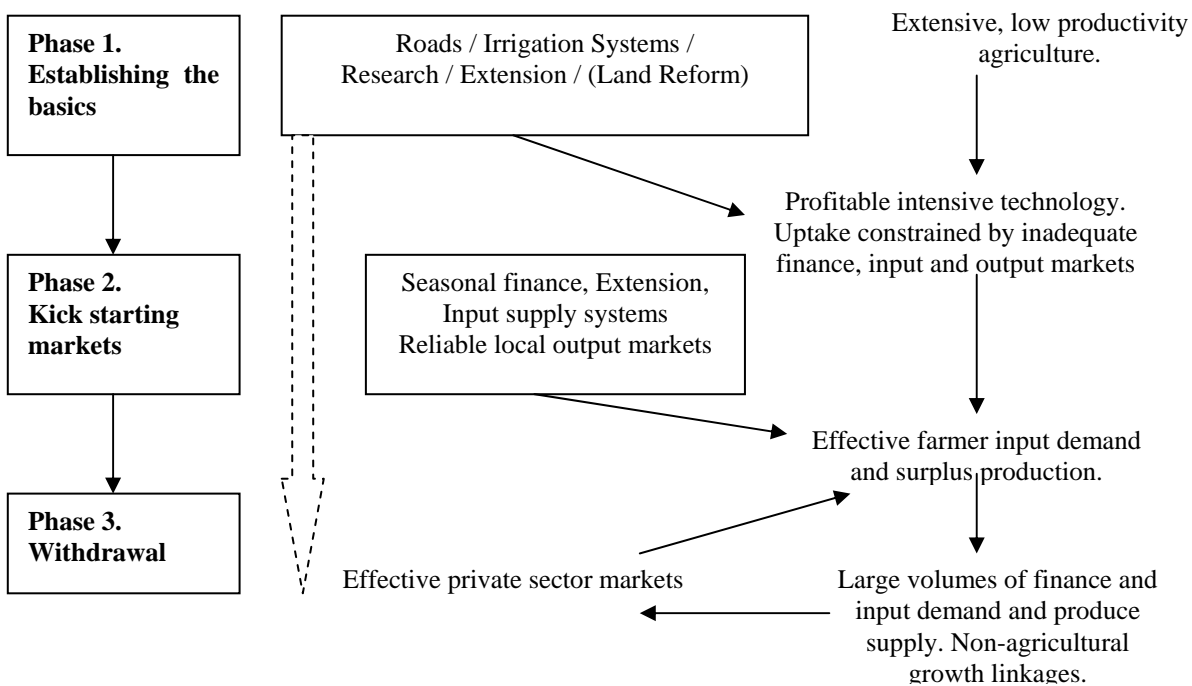 Phase 1.
Establishing the
basics
Roads / Irrigation Systems /
Research / Extension / (Land Reform)
Extensive, low productivity
agriculture.
Profitable intensive technology.
Uptake constrained by inadequate
finance, input and output markets
Phase 2.
Kick starting
markets
Seasonal finance, Extension,
Input supply systems
Reliable local output markets
Effective farmer input demand
and surplus production.
Phase 3.
Withdrawal
Effective private sector markets
Large volumes of finance and
input demand and produce
supply. Non-agricultural
growth linkages.